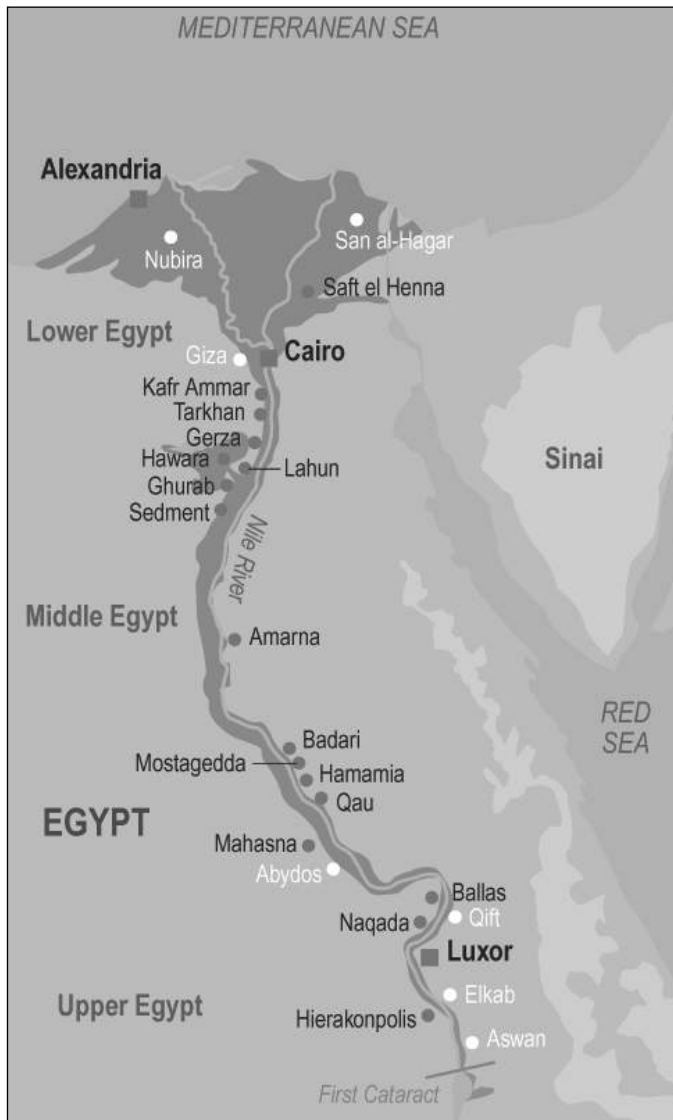 MEDITERRANEAN SEA
Alexandria
San al-Hagar
Nubira
Saft el Henna
Lower Egypt
Giza
Cairo
Kafr Ammar
Tarkhan
Gerza
Hawara
Lahun
Sinai
Ghurab
Sedment
Nile River
Middle Egypt
Amarna
RED
SEA
Badari
Mostagedda
Hamamia
Qau
EGYPT
Mahasna
Abydos
Ballas
Naqada
Qift
Luxor
Elkab
Upper Egypt
Hierakonpolis
Aswan
First Cataract